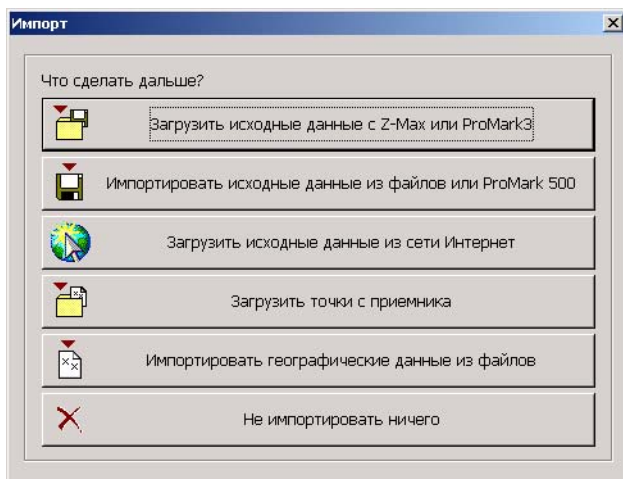 Импорт
Что сделать дальше?
Загрузить исходные данные с Z-Max или ProMark3
Импортировать исходные данные из файлов или ProMark 500
Загрузить исходные данные из сети Интернет
Загрузить точки с приемника
Импортировать географические данные из файлов
Не импортировать ничего